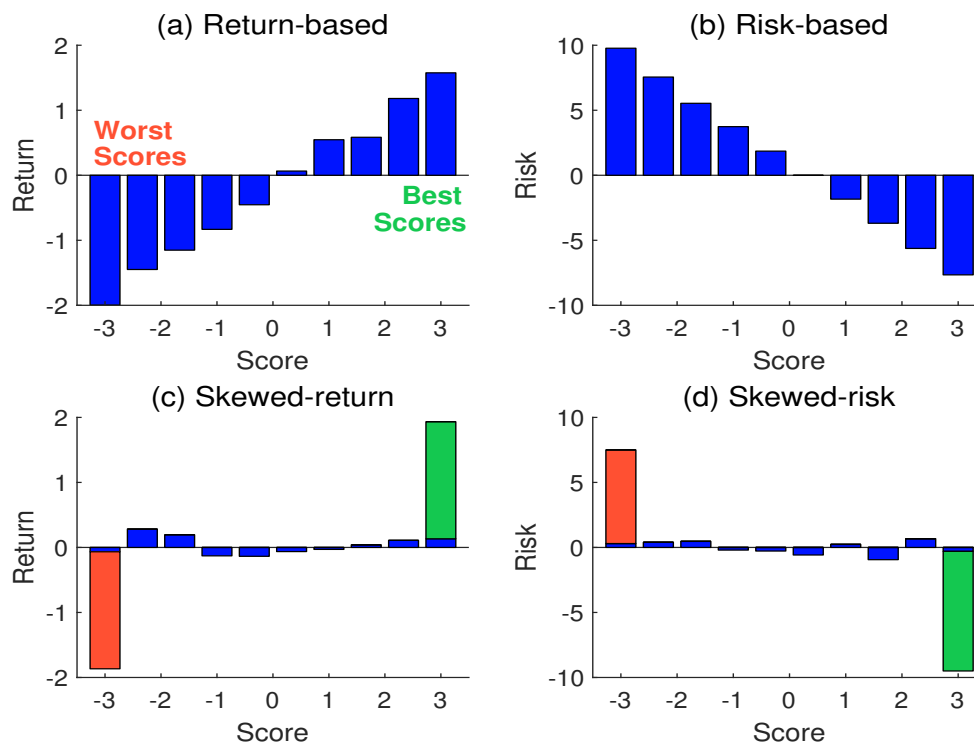 (a) Return-based
2
1
0
-1
-2
Return
Worst
Scores
Best
Scores
-3 -2 -1 0 1 2 3
Score
(b) Risk-based
10
5
0
-5
-10
Risk
-3 -2 -1 0 1 2 3
Score
(c) Skewed-return
2
1
0
-1
-2
Return
-3 -2 -1 0 1 2 3
Score
(d) Skewed-risk
10
5
0
-5
-10
Risk
-3 -2 -1 0 1 2 3
Score